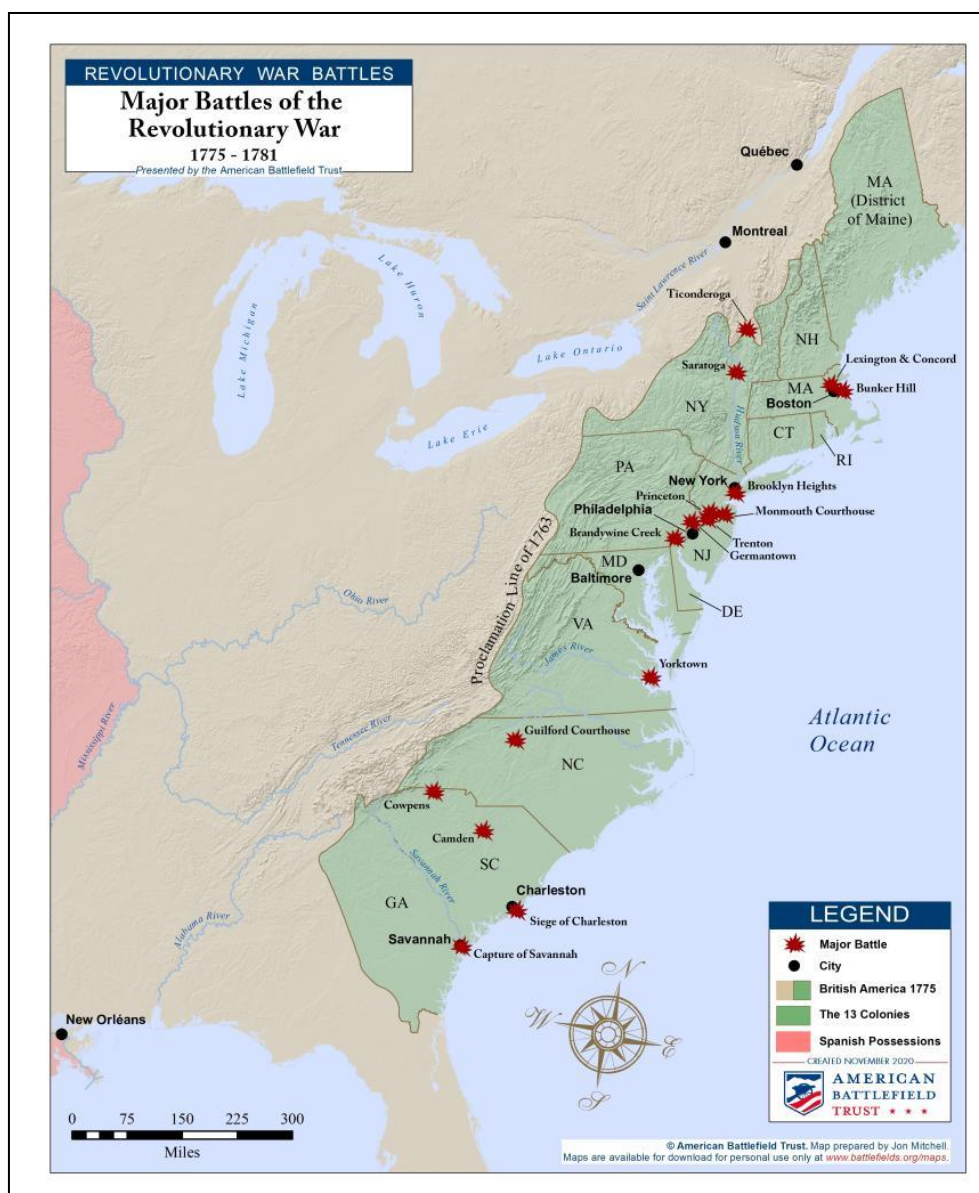 REVOLUTIONARY WAR BATTLES
Major Battles of the
Revolutionary War
1775 - 1781
Presented by the American Battlefield Trust
Québec
MA
(District
of Maine)
Montreal
Saint Lawrence River
Lake Michigan
Lake Huron
Ticonderoga
Lake Ontario
NH
Lexington & Concord
Saratoga
MA
Bunker Hill
Boston
NY
Hudson River
Lake Erie
CT
RI
PA
New York
Brooklyn Heights
Princeton
Monmouth Courthouse
Philadelphia
Brandywine Creek
Trenton
Germantown
NJ
MD
Baltimore
DE
Proclamation Line of 1763
Ohio River
VA
James River
Yorktown
Mississippi River
Tennessee River
Guilford Courthouse
Atlantic
Ocean
NC
Cowpens
Camden
SC
Savannah River
GA
Charleston
Siege of Charleston
Alabama River
Savannah
Capture of Savannah
New Orléans
N
W
E
S
LEGEND
Major Battle
City
British America 1775
The 13 Colonies
Spanish Possessions
CREATED NOVEMBER 2020
AMERICAN
BATTLEFIELD
TRUST
0 75 150 225 300
Miles
© American Battlefield Trust. Map prepared by Jon Mitchell.
Maps are available for download for personal use only at www.battlefields.org/maps.